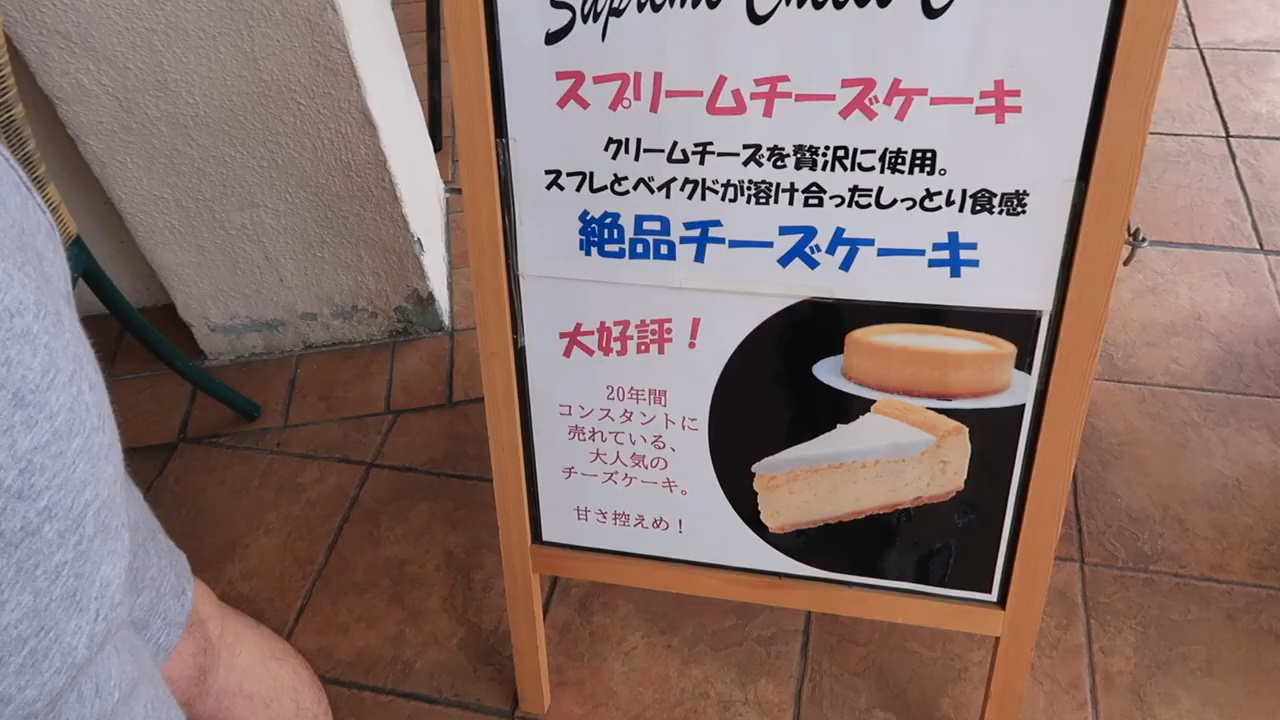 Supreme Cheese C
スプリームチーズケーキ
クリームチーズを贅沢に使用。
スフレとベイクドが溶け合ったしっとり食感
絶品チーズケーキ
大好評！
20年間
コンスタントに
売れている、
大人気の
チーズケーキ。
甘さ控えめ！